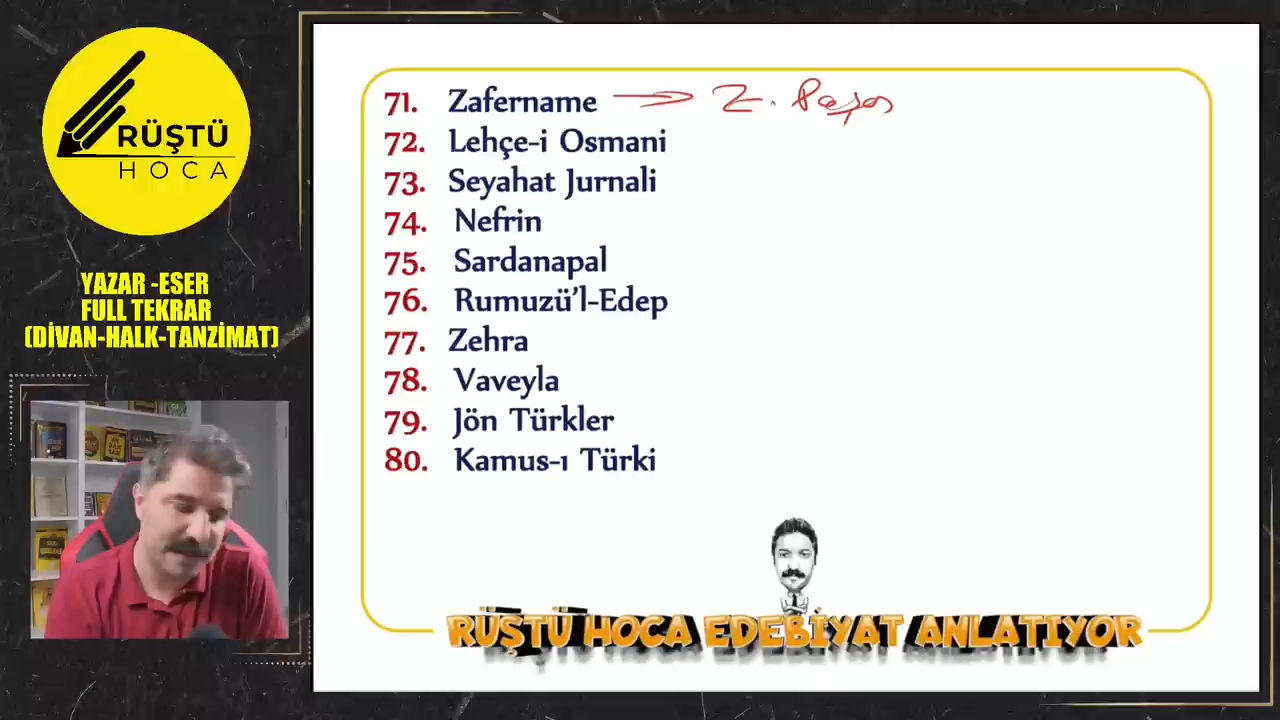 RÜŞTÜ
HOCA
YAZAR -ESER
FULL TEKRAR
(DİVAN-HALK-TANZİMAT)
71. Zafername → Z. Paşa
72. Lehçe-i Osmani
73. Seyahat Jurnali
74. Nefrin
75. Sardanapal
76. Rumuzü'l-Edep
77. Zehra
78. Vaveyla
79. Jön Türkler
80. Kamus-ı Türki
RÜŞTÜ HOCA EDEBİYAT ANLATIYOR